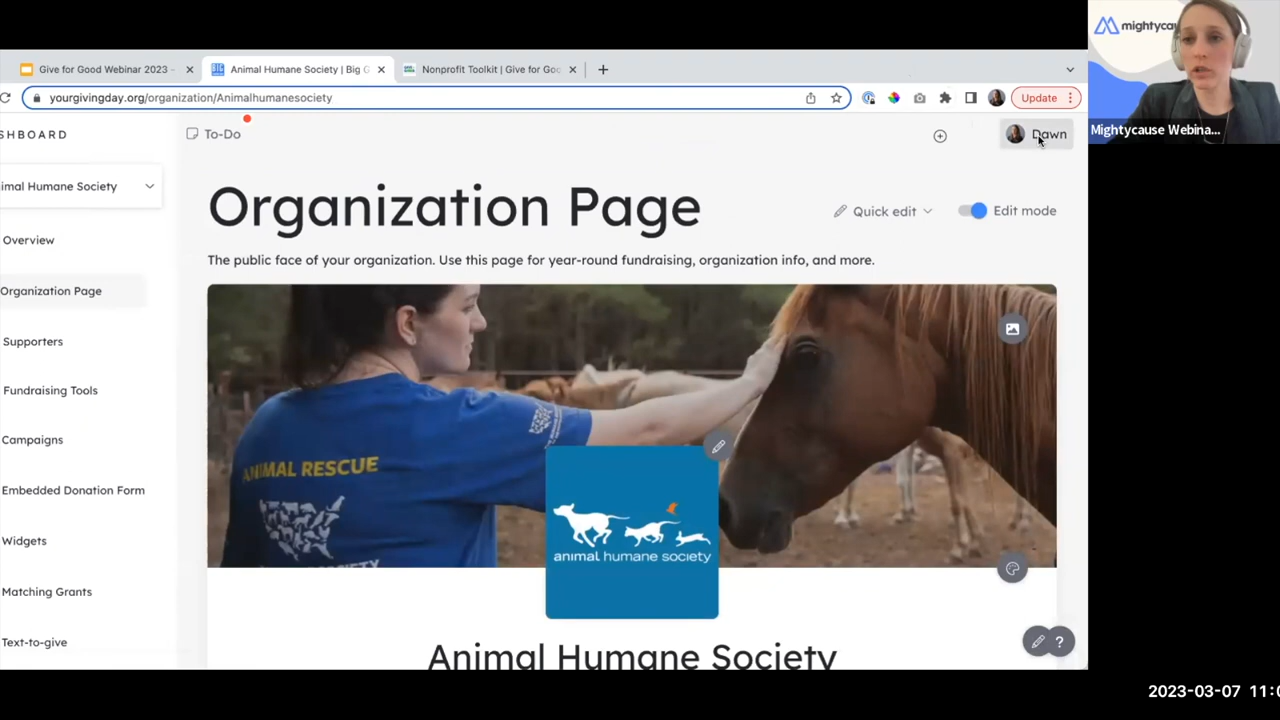 Give for Good Webinar 2023 -
Animal Humane Society | Big G
Nonprofit Toolkit | Give for Goo
yourgivingday.org/organization/Animalhumanesociety
Update
mightycau
Mightycause Webina...
SHBOARD
To-Do
Dawn
imal Humane Society
Organization Page
Quick edit
Edit mode
The public face of your organization. Use this page for year-round fundraising, organization info, and more.
Overview
Organization Page
Supporters
Fundraising Tools
Campaigns
Embedded Donation Form
Widgets
Matching Grants
Text-to-give
ANIMAL RESCUE
animal humane society
Animal Humane Society
?
2023-03-07 11:0